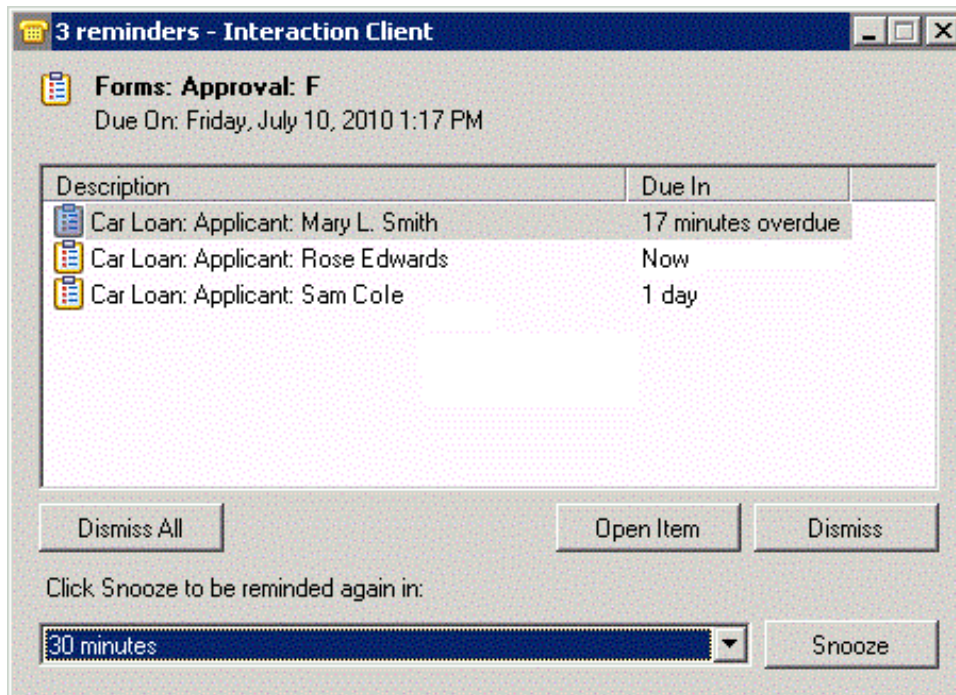 3 reminders - Interaction Client
Forms: Approval: F
Due On: Friday, July 10, 2010 1:17 PM
Description Due In
Car Loan: Applicant: Mary L. Smith 17 minutes overdue
Car Loan: Applicant: Rose Edwards Now
Car Loan: Applicant: Sam Cole 1 day
Dismiss All Open Item Dismiss
Click Snooze to be reminded again in:
30 minutes Snooze